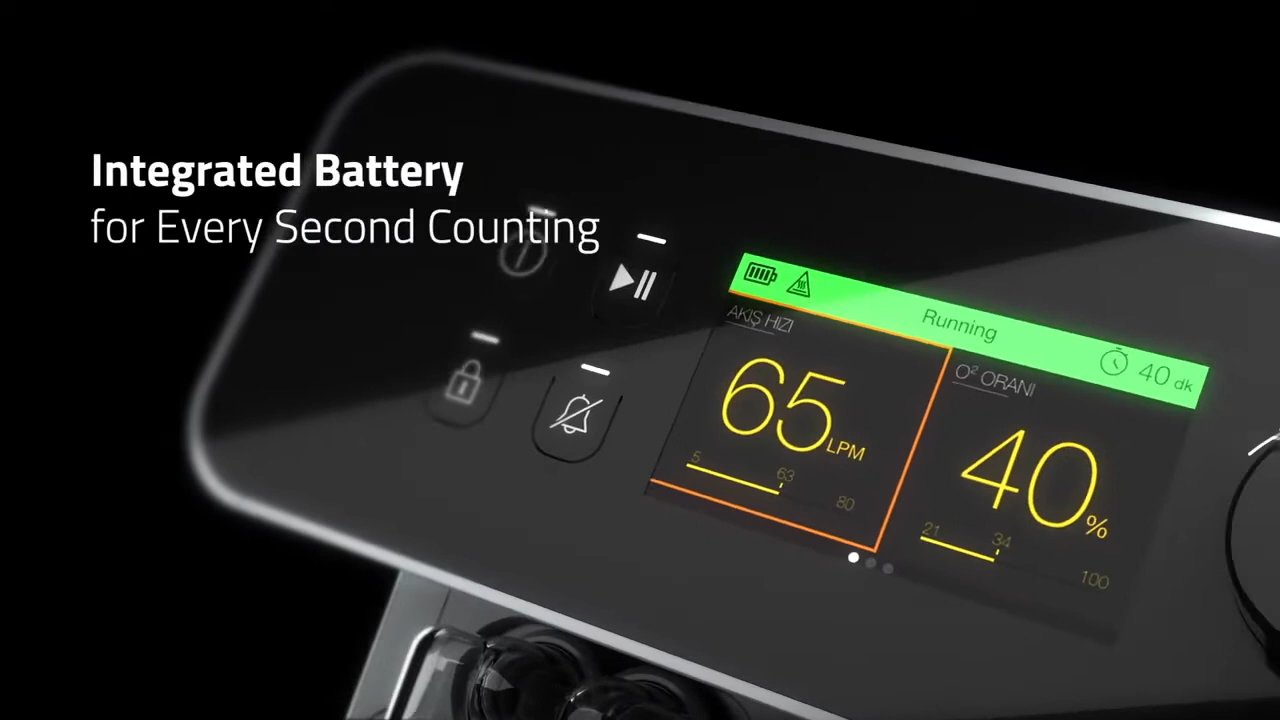 Integrated Battery
for Every Second Counting
Running
40 dk
AKIŞ HIZI
65 LPM
5 63 80
O² ORANI
40 %
21 34 100